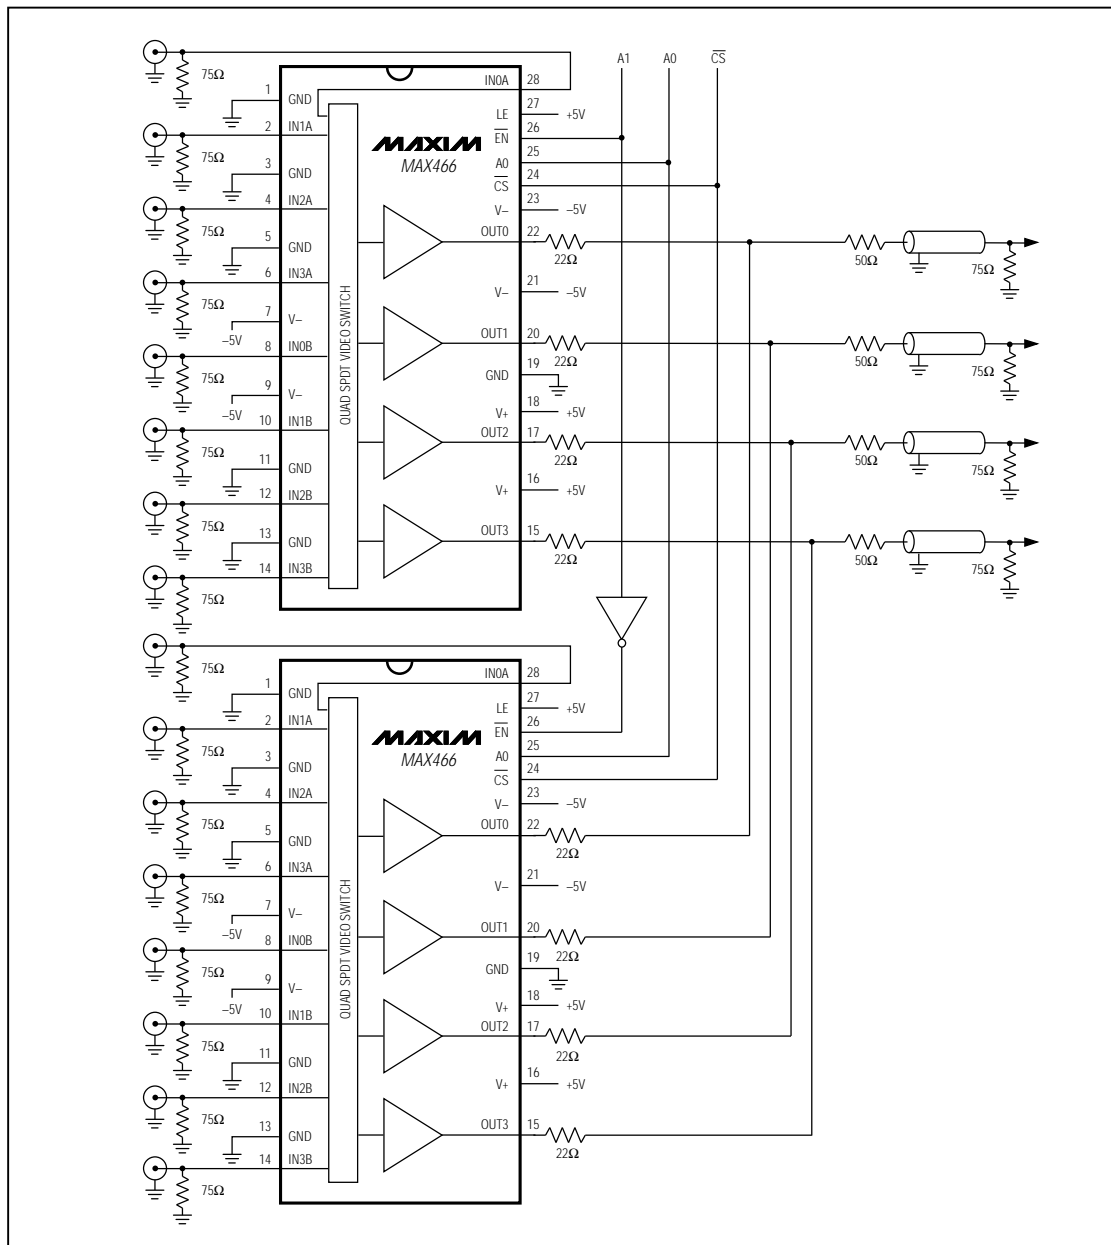 A1 A0 CS
75Ω
IN0A 28
1 GND
27 LE +5V
2 IN1A
MAXIM
26 EN
75Ω
MAX466
25 A0
3 GND
24 CS
4 IN2A
23 V– –5V
75Ω
22 OUT0 22Ω 50Ω 75Ω
5 GND
6 IN3A
21 V– –5V
75Ω
7 V– –5V
20 OUT1 22Ω 50Ω 75Ω
8 IN0B
19 GND
75Ω
9 V– –5V
18 V+ +5V
10 IN1B
17 OUT2 22Ω 50Ω 75Ω
75Ω
11 GND
16 V+ +5V
12 IN2B
75Ω
15 OUT3 22Ω 50Ω 75Ω
13 GND
14 IN3B
75Ω
QUAD SPDT VIDEO SWITCH
75Ω
IN0A 28
1 GND
27 LE +5V
2 IN1A
MAXIM
26 EN
75Ω
MAX466
25 A0
3 GND
24 CS
4 IN2A
23 V– –5V
75Ω
22 OUT0 22Ω
5 GND
6 IN3A
21 V– –5V
75Ω
7 V– –5V
20 OUT1 22Ω
8 IN0B
19 GND
75Ω
9 V– –5V
18 V+ +5V
10 IN1B
17 OUT2 22Ω
75Ω
11 GND
16 V+ +5V
12 IN2B
75Ω
15 OUT3 22Ω
13 GND
14 IN3B
75Ω
QUAD SPDT VIDEO SWITCH